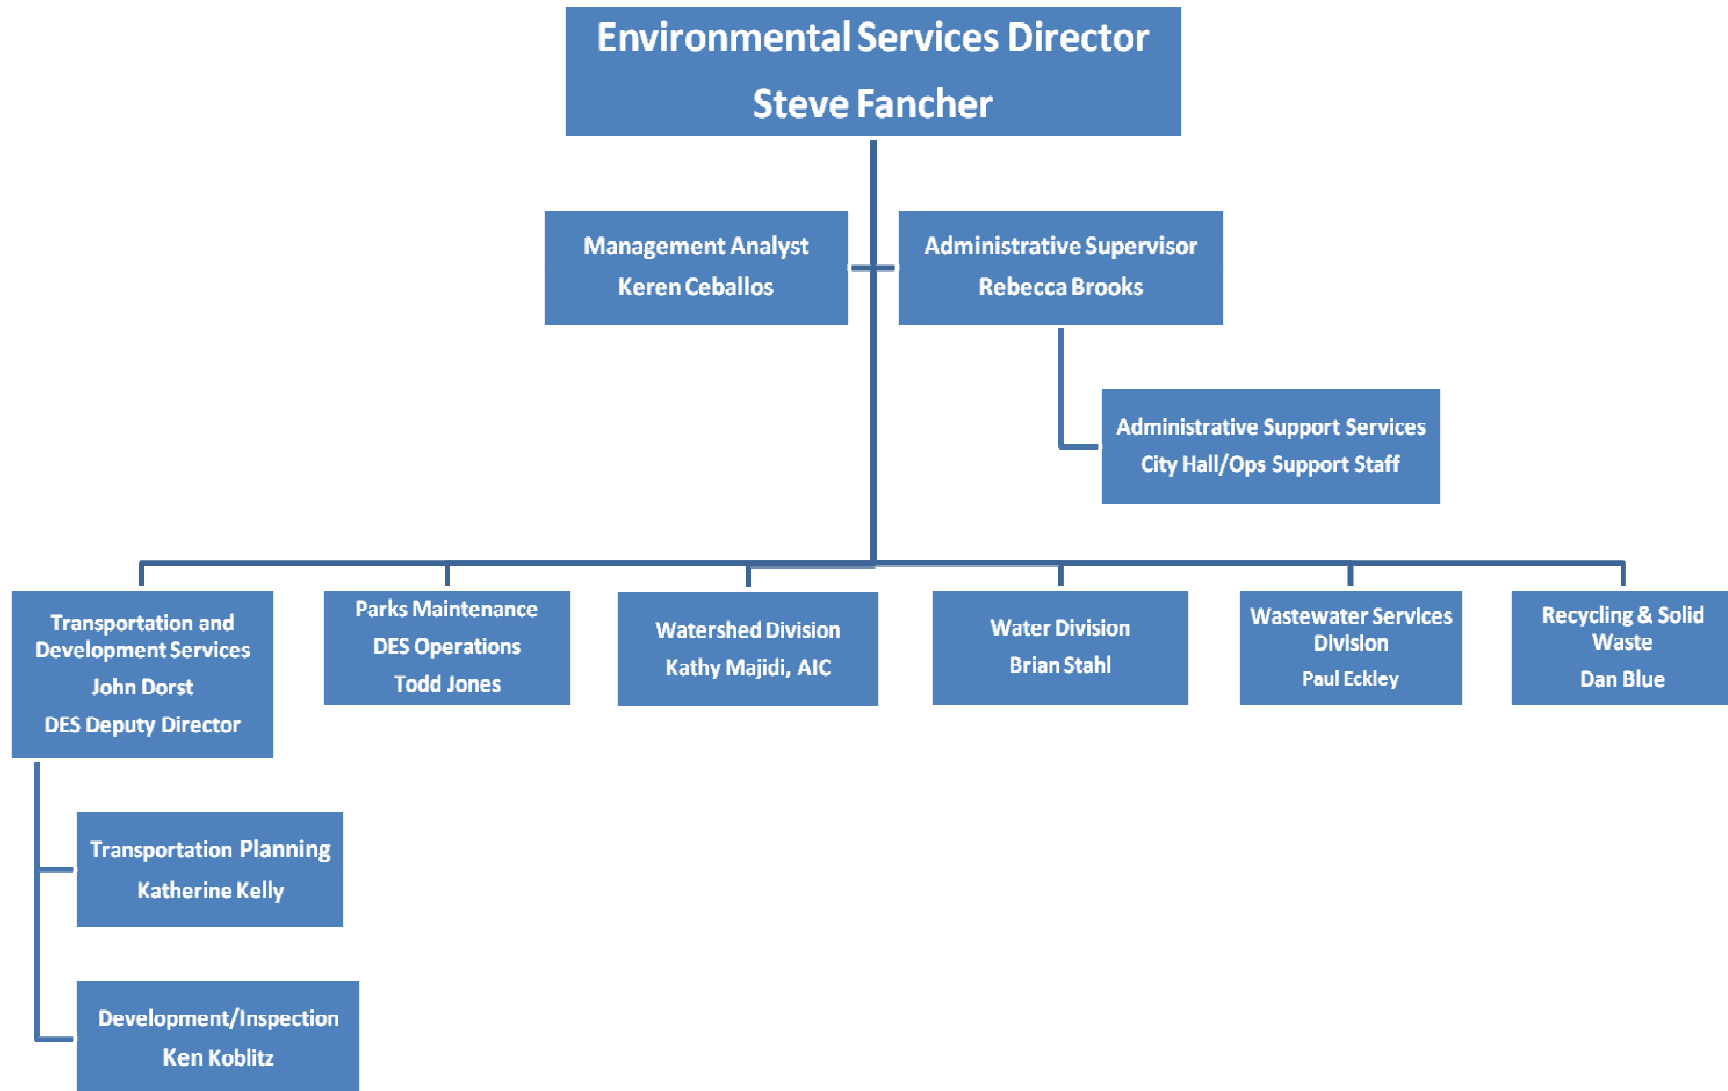 Environmental Services Director
Steve Fancher
Management Analyst
Keren Ceballos
Administrative Supervisor
Rebecca Brooks
Administrative Support Services
City Hall/Ops Support Staff
Transportation and
Development Services
John Dorst
DES Deputy Director
Parks Maintenance
DES Operations
Todd Jones
Watershed Division
Kathy Majidi, AIC
Water Division
Brian Stahl
Wastewater Services
Division
Paul Eckley
Recycling & Solid
Waste
Dan Blue
Transportation Planning
Katherine Kelly
Development/Inspection
Ken Koblitz